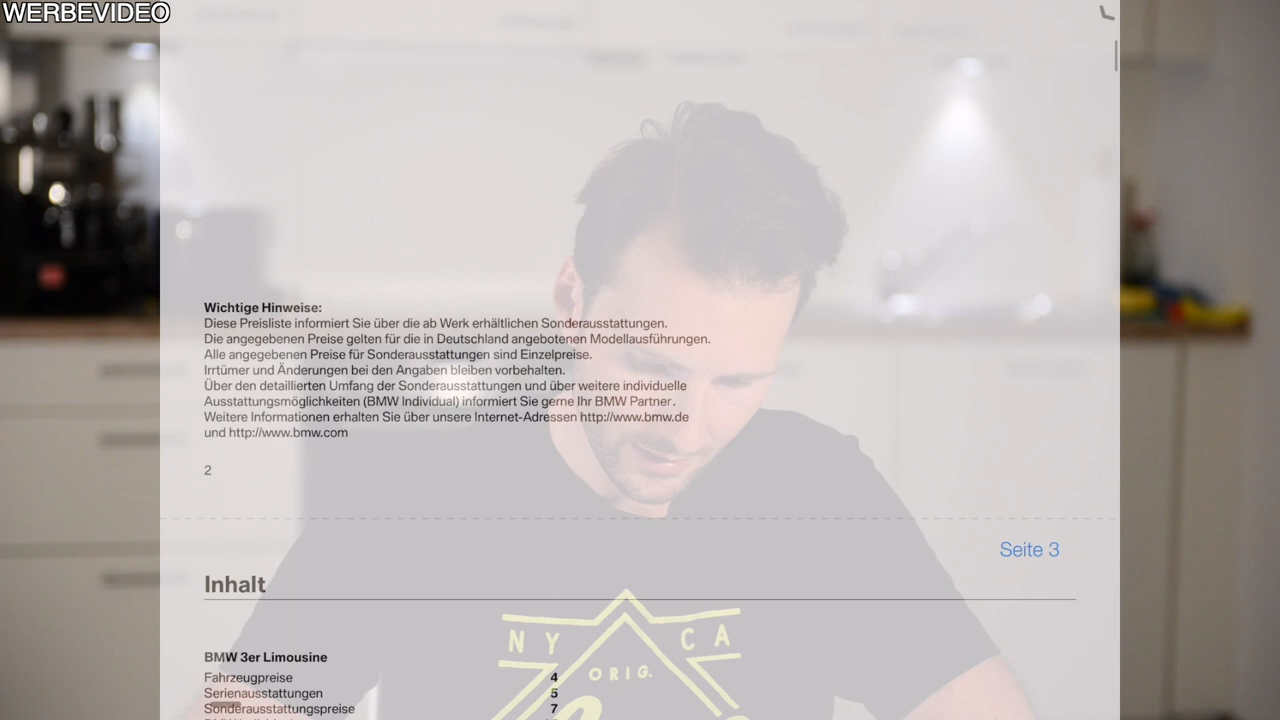 WERBEVIDEO
Wichtige Hinweise:
Diese Preisliste informiert Sie über die ab Werk erhältlichen Sonderausstattungen.
Die angegebenen Preise gelten für die in Deutschland angebotenen Modellausführungen.
Alle angegebenen Preise für Sonderausstattungen sind Einzelpreise.
Irrtümer und Änderungen bei den Angaben bleiben vorbehalten.
Über den detaillierten Umfang der Sonderausstattungen und über weitere individuelle
Ausstattungsmöglichkeiten (BMW Individual) informiert Sie gerne Ihr BMW Partner.
Weitere Informationen erhalten Sie über unsere Internet-Adressen http://www.bmw.de
und http://www.bmw.com
2
Seite 3
Inhalt
BMW 3er Limousine
Fahrzeugpreise 4
Serienausstattungen 5
Sonderausstattungspreise 7
NY CA
ORIG.